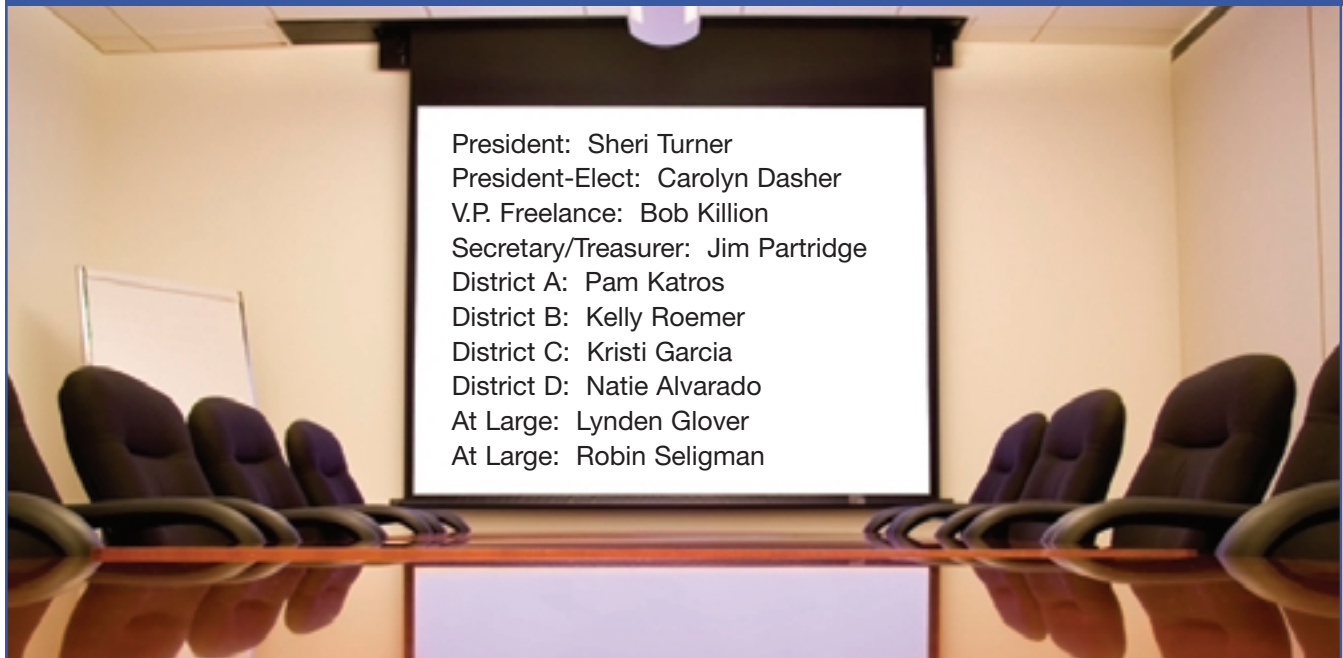 President: Sheri Turner
President-Elect: Carolyn Dasher
V.P. Freelance: Bob Killion
Secretary/Treasurer: Jim Partridge
District A: Pam Katros
District B: Kelly Roemer
District C: Kristi Garcia
District D: Natie Alvarado
At Large: Lynden Glover
At Large: Robin Seligman